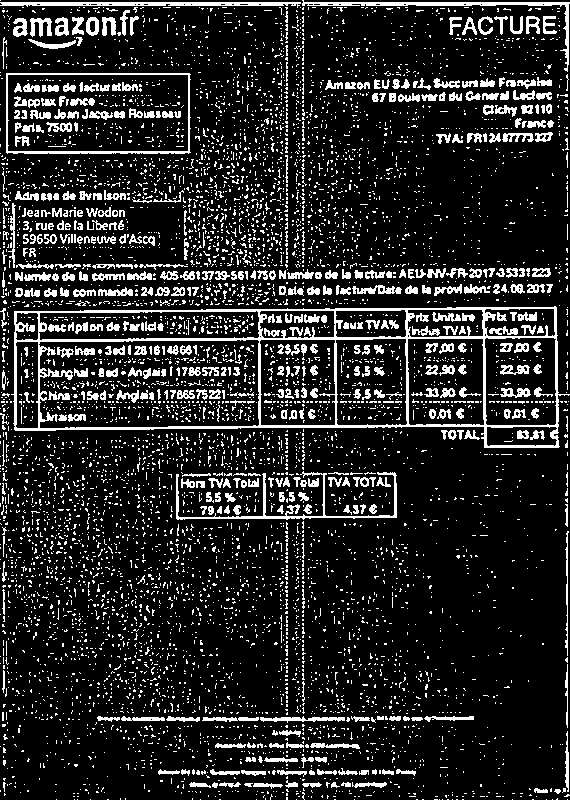 amazon.fr
FACTURE
Adresse de facturation:
Zapptax France
23 Rue Jean Jacques Rousseau
Paris, 75001
FR
Amazon EU S.à r.l., Succursale Française
67 Boulevard du General Leclerc
Clichy 92110
France
TVA: FR12487773327
Adresse de livraison:
Jean-Marie Wodon
3, rue de la Liberté
59650 Villeneuve d'Ascq
FR
Numéro de la commande: 405-6613739-5614750 Numéro de la facture: AEU-INV-FR-2017-35331223
Date de la commande: 24.09.2017 Date de la facture/Date de la provision: 24.09.2017
Qté Description de l'article Prix Unitaire (hors TVA) Taux TVA% Prix Unitaire (inclus TVA) Prix Total (inclus TVA)
1 Philippines - 3ed | 2816148661 25,59 € 5,5 % 27,00 € 27,00 €
1 Shanghai - 8ed - Anglais | 1786575213 21,71 € 5,5 % 22,90 € 22,90 €
1 China - 15ed - Anglais | 1786575221 32,13 € 5,5 % 33,90 € 33,90 €
Livraison 0,01 € 0,01 € 0,01 €
TOTAL: 83,81 €
Hors TVA Total TVA Total TVA TOTAL
5,5 % 5,5 %
79,44 € 4,37 € 4,37 €